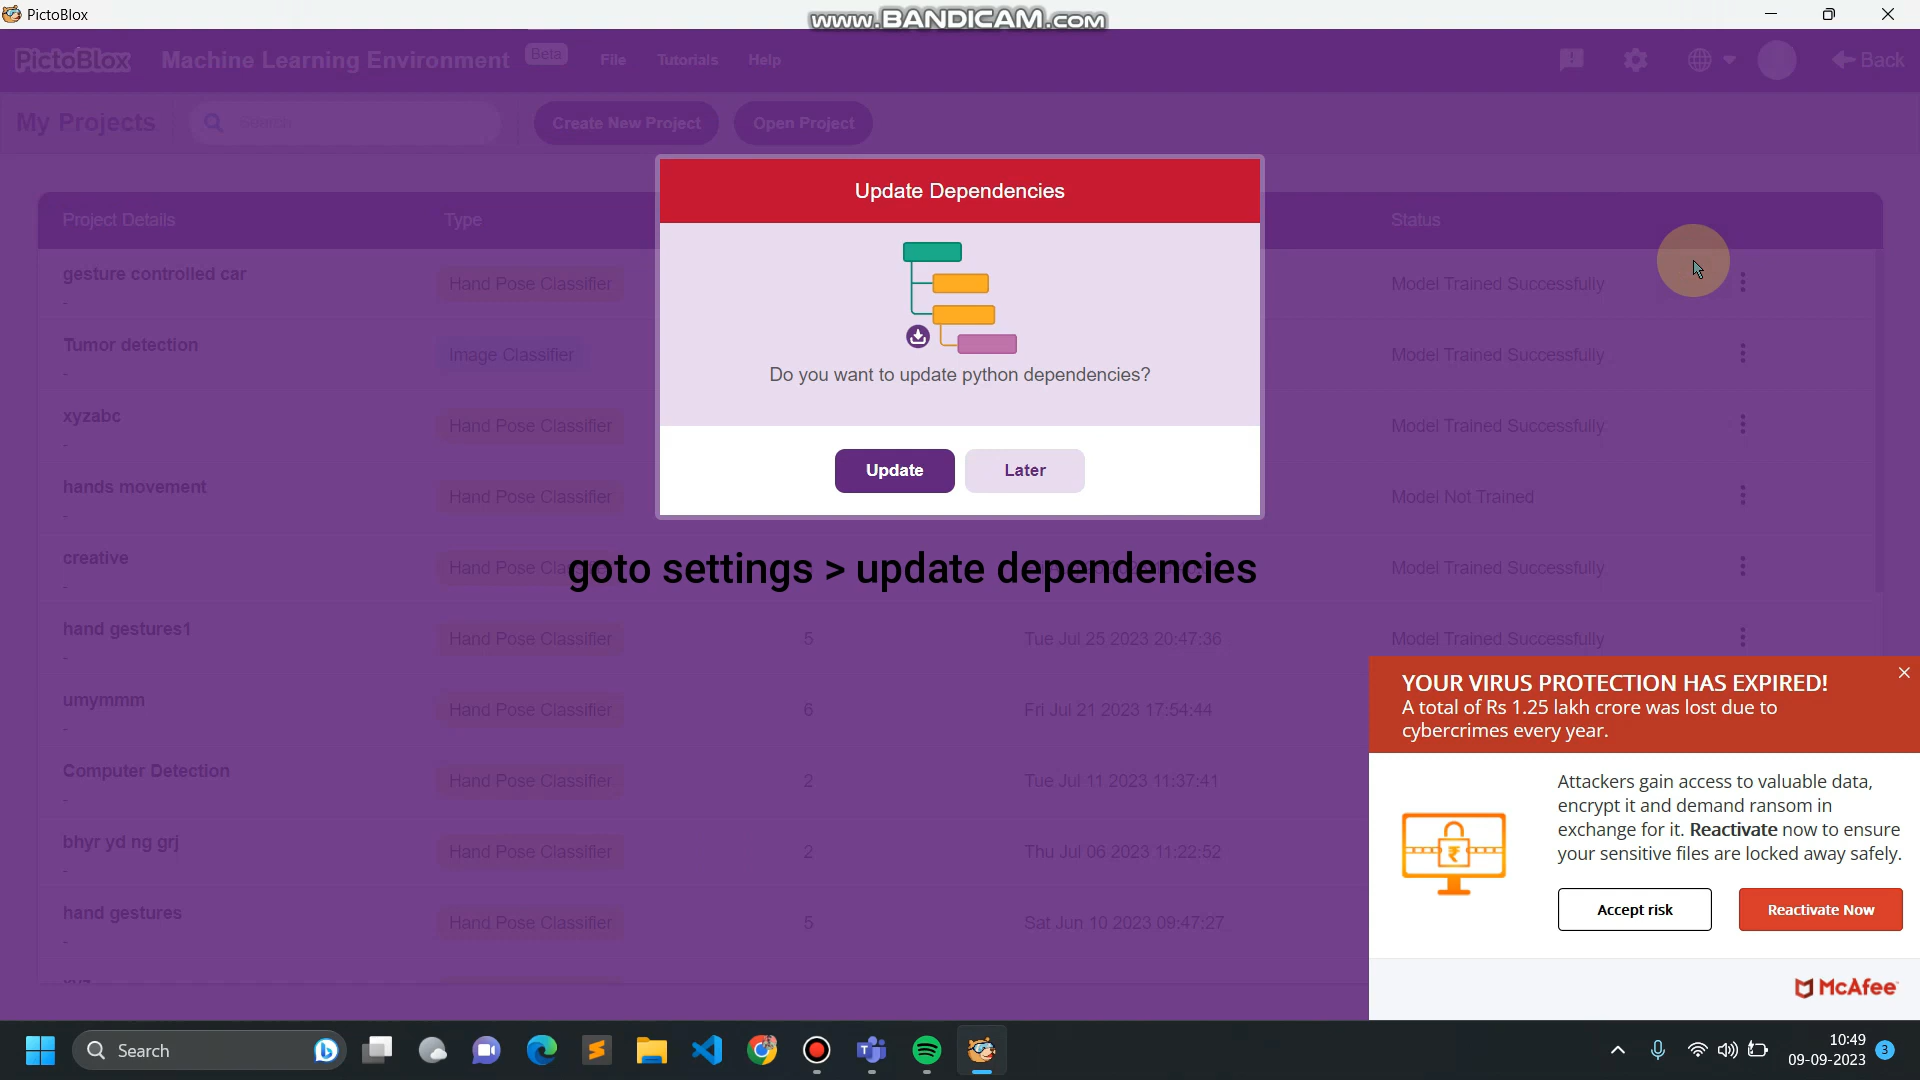 PictoBlox
www.BANDICAM.com
PictoBlox Machine Learning Environment Beta File Tutorials Help Back
My Projects Search Create New Project Open Project
Update Dependencies
Project Details Type Status
gesture controlled car Hand Pose Classifier Model Trained Successfully
-
Tumor detection Image Classifier Model Trained Successfully
-
Do you want to update python dependencies?
xyzabc Hand Pose Classifier Model Trained Successfully
-
Update Later
hands movement Hand Pose Classifier Model Not Trained
-
creative Hand Pose Classifier Model Trained Successfully
-
goto settings > update dependencies
hand gestures1 Hand Pose Classifier 5 Tue Jul 25 2023 20:47:36 Model Trained Successfully
-
umymmm Hand Pose Classifier 6 Fri Jul 21 2023 17:54:44
-
Computer Detection Hand Pose Classifier 2 Tue Jul 11 2023 11:37:41
-
bhyr yd ng grj Hand Pose Classifier 2 Thu Jul 06 2023 11:22:52
-
hand gestures Hand Pose Classifier 5 Sat Jun 10 2023 09:47:27
-
YOUR VIRUS PROTECTION HAS EXPIRED!
A total of Rs 1.25 lakh crore was lost due to
cybercrimes every year.
Attackers gain access to valuable data,
encrypt it and demand ransom in
exchange for it. Reactivate now to ensure
your sensitive files are locked away safely.
₹
Accept risk Reactivate Now
McAfee
Search
10:49
09-09-2023 3